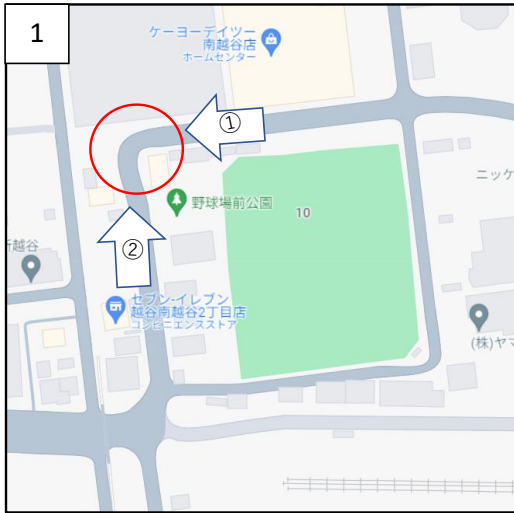 1
ケーヨーデイツー
南越谷店
ホームセンター
①
ニッケ
野球場前公園
10
②
新越谷
セブン-イレブン
越谷南越谷2丁目店
コンビニエンスストア
(株)ヤマ